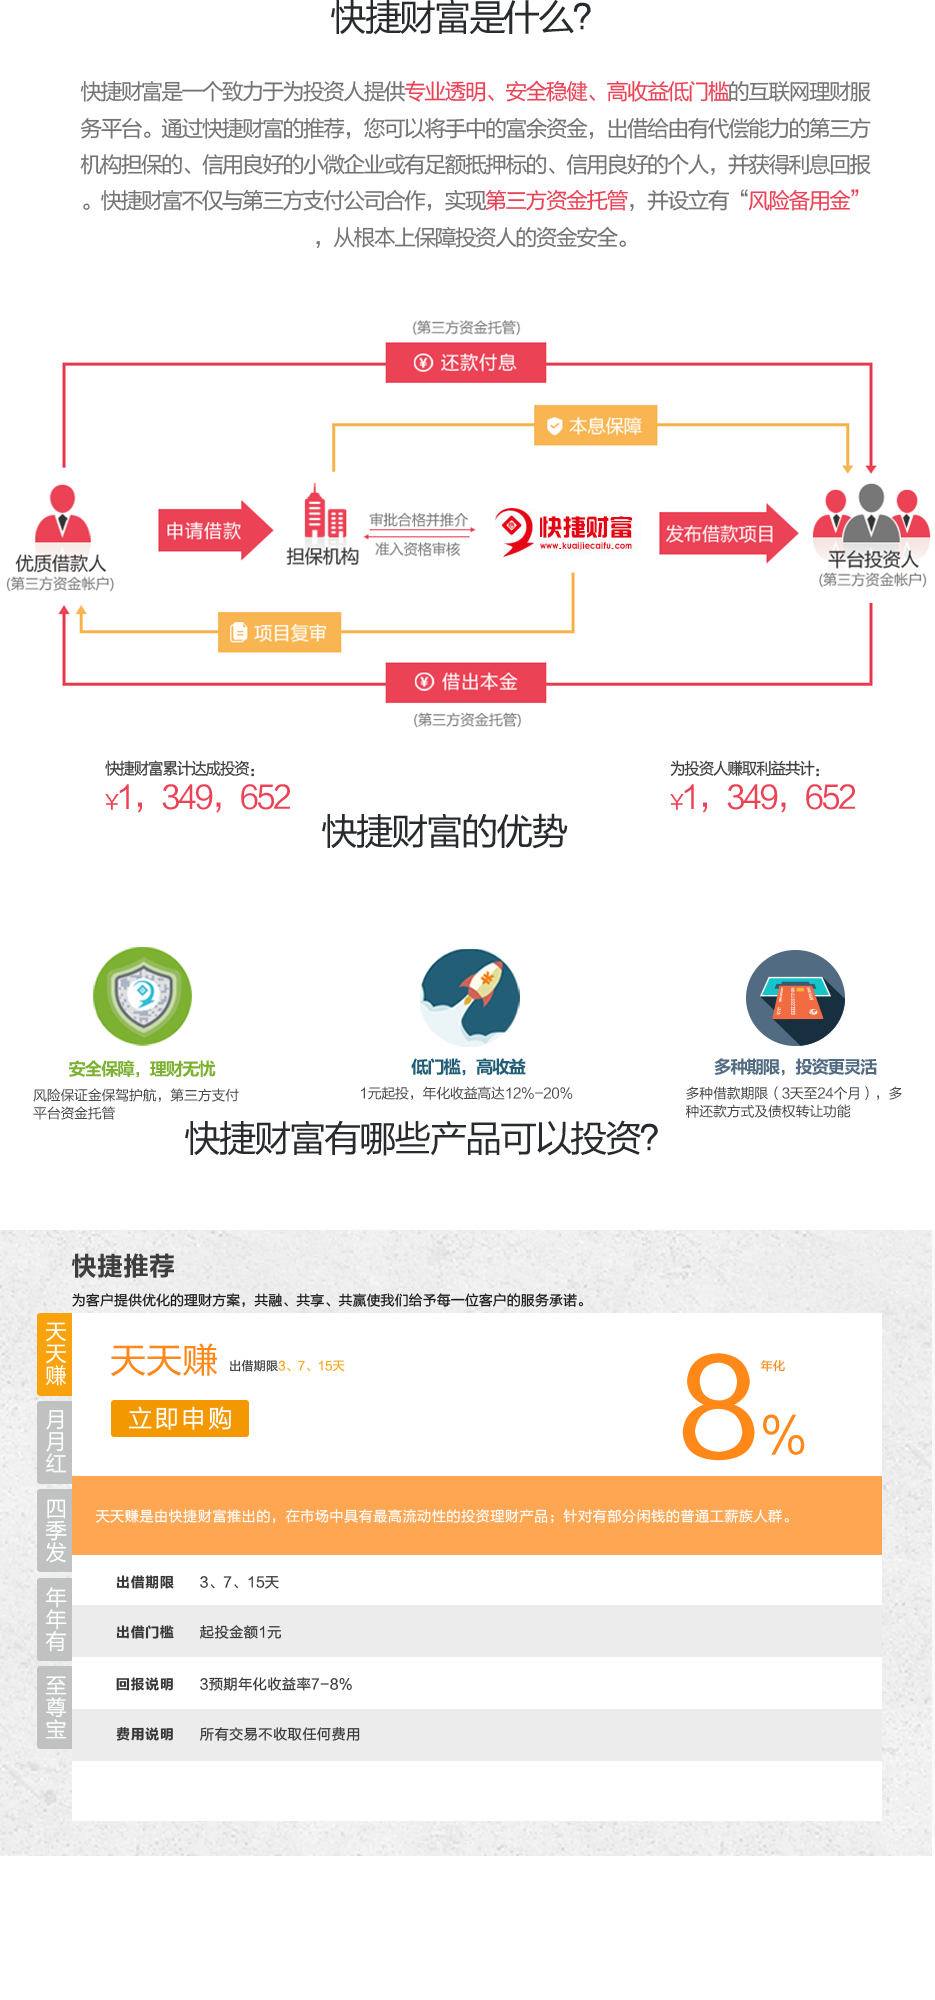 快捷财富是什么?
快捷财富是一个致力于为投资人提供专业透明、安全稳健、高收益低门槛的互联网理财服
务平台。通过快捷财富的推荐，您可以将手中的富余资金，出借给由有代偿能力的第三方
机构担保的、信用良好的小微企业或有足额抵押标的、信用良好的个人，并获得利息回报
。快捷财富不仅与第三方支付公司合作，实现第三方资金托管，并设立有“风险备用金”
，从根本上保障投资人的资金安全。
(第三方资金托管)
还款付息
本息保障
申请借款
审批合格并推介
准入资格审核
快捷财富
www.kuaijiecaifu.com
发布借款项目
优质借款人
(第三方资金帐户)
担保机构
平台投资人
(第三方资金帐户)
项目复审
借出本金
(第三方资金托管)
快捷财富累计达成投资：
¥1，349，652
为投资人赚取利益共计：
¥1，349，652
快捷财富的优势
安全保障，理财无忧
风险保证金保驾护航，第三方支付
平台资金托管
低门槛，高收益
1元起投，年化收益高达12%-20%
多种期限，投资更灵活
多种借款期限（3天至24个月），多
种还款方式及债权转让功能
快捷财富有哪些产品可以投资?
快捷推荐
为客户提供优化的理财方案，共融、共享、共赢使我们给予每一位客户的服务承诺。
天天赚
月月红
四季发
年年有
至尊宝
天天赚 出借期限3、7、15天
立即申购
年化
8%
天天赚是由快捷财富推出的，在市场中具有最高流动性的投资理财产品；针对有部分闲钱的普通工薪族人群。
出借期限 3、7、15天
出借门槛 起投金额1元
回报说明 3预期年化收益率7-8%
费用说明 所有交易不收取任何费用